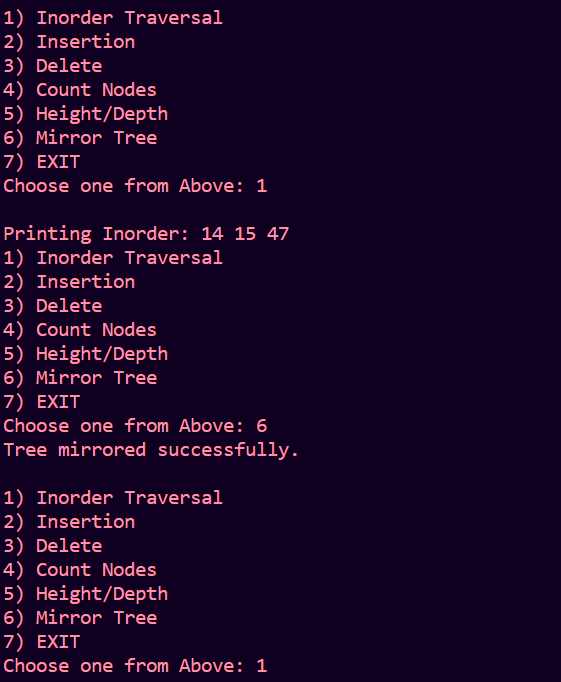 1) Inorder Traversal
2) Insertion
3) Delete
4) Count Nodes
5) Height/Depth
6) Mirror Tree
7) EXIT
Choose one from Above: 1
Printing Inorder: 14 15 47
1) Inorder Traversal
2) Insertion
3) Delete
4) Count Nodes
5) Height/Depth
6) Mirror Tree
7) EXIT
Choose one from Above: 6
Tree mirrored successfully.
1) Inorder Traversal
2) Insertion
3) Delete
4) Count Nodes
5) Height/Depth
6) Mirror Tree
7) EXIT
Choose one from Above: 1